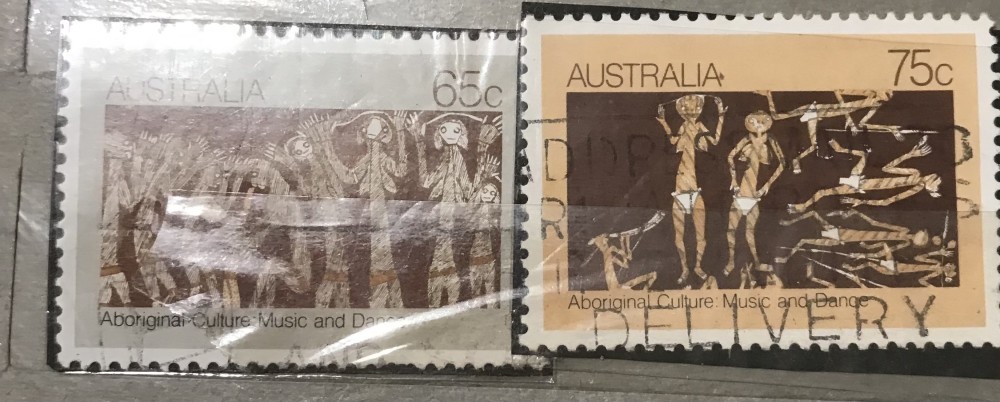 AUSTRALIA 65c
Aboriginal Culture: Music and Dance
AUSTRALIA 75c
Aboriginal Culture: Music and Dance
DELIVERY